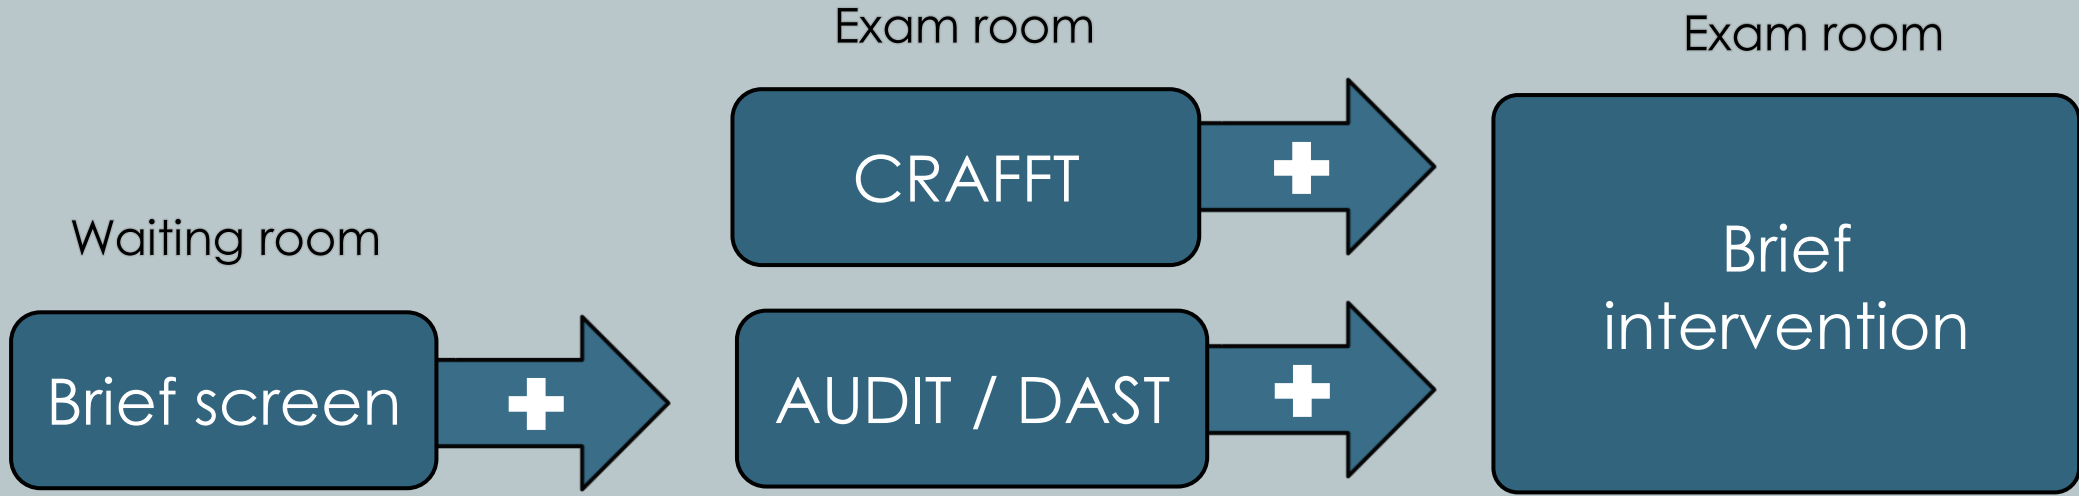 Exam room
Exam room
CRAFFT
Waiting room
Brief
intervention
Brief screen
AUDIT / DAST